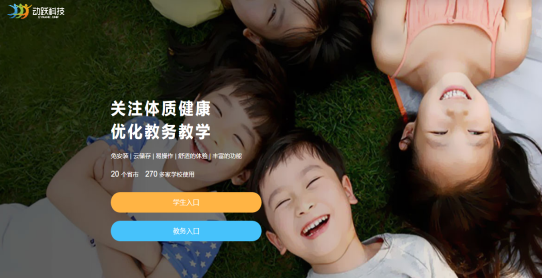 动跃科技
关注体质健康
优化教务教学
免安装 | 云储存 | 易操作 | 舒适的体验 | 丰富的功能
20 个省市 270 多家学校使用
学生入口
教务入口